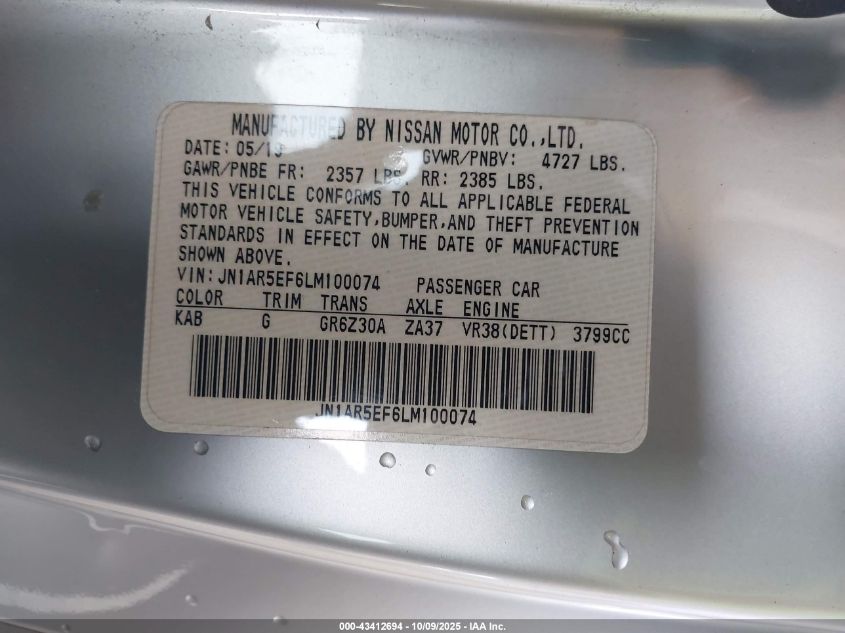 MANUFACTURED BY NISSAN MOTOR CO.,LTD.
DATE: 05/19 GVWR/PNBV: 4727 LBS.
GAWR/PNBE FR: 2357 LBS. RR: 2385 LBS.
THIS VEHICLE CONFORMS TO ALL APPLICABLE FEDERAL
MOTOR VEHICLE SAFETY,BUMPER,AND THEFT PREVENTION
STANDARDS IN EFFECT ON THE DATE OF MANUFACTURE
SHOWN ABOVE.
VIN:JN1AR5EF6LM100074 PASSENGER CAR
COLOR TRIM TRANS AXLE ENGINE
KAB G GR6Z30A ZA37 VR38(DETT) 3799CC
JN1AR5EF6LM100074
000-43412694 - 10/09/2025 - IAA Inc.